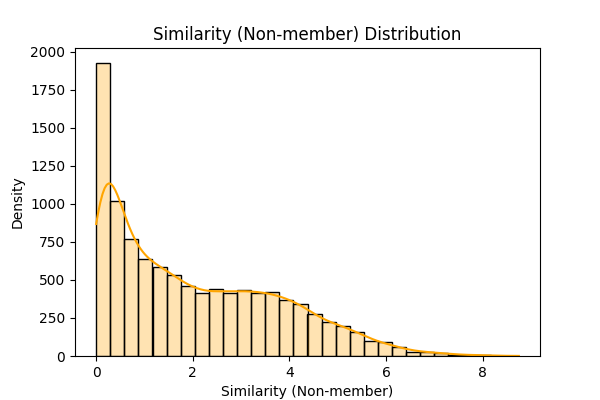 Similarity (Non-member) Distribution
2000
1750
1500
1250
1000
750
500
250
0
Density
0 2 4 6 8
Similarity (Non-member)